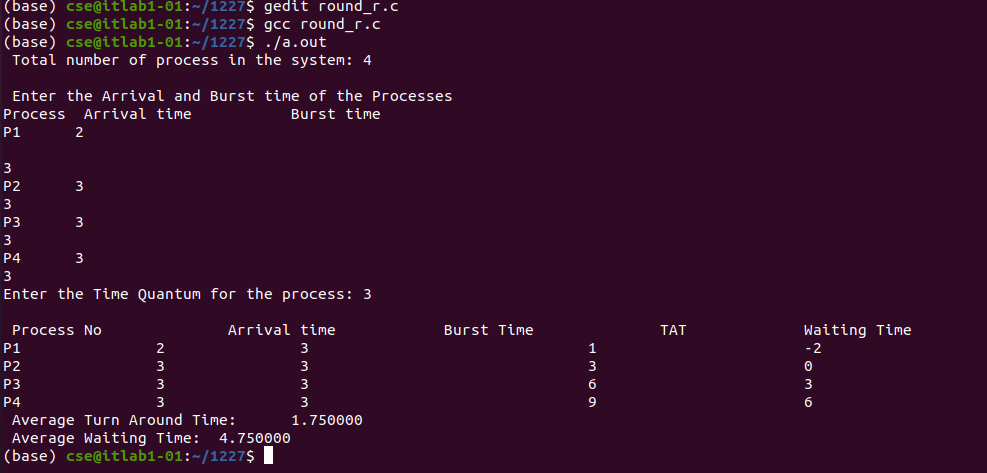 (base) cse@itlab1-01:~/1227$ gedit round_r.c
(base) cse@itlab1-01:~/1227$ gcc round_r.c
(base) cse@itlab1-01:~/1227$ ./a.out
Total number of process in the system: 4
Enter the Arrival and Burst time of the Processes
Process Arrival time Burst time
P1 2
3
P2 3
3
P3 3
3
P4 3
3
Enter the Time Quantum for the process: 3
Process No Arrival time Burst Time TAT Waiting Time
P1 2 3 1 -2
P2 3 3 3 0
P3 3 3 6 3
P4 3 3 9 6
Average Turn Around Time: 1.750000
Average Waiting Time: 4.750000
(base) cse@itlab1-01:~/1227$